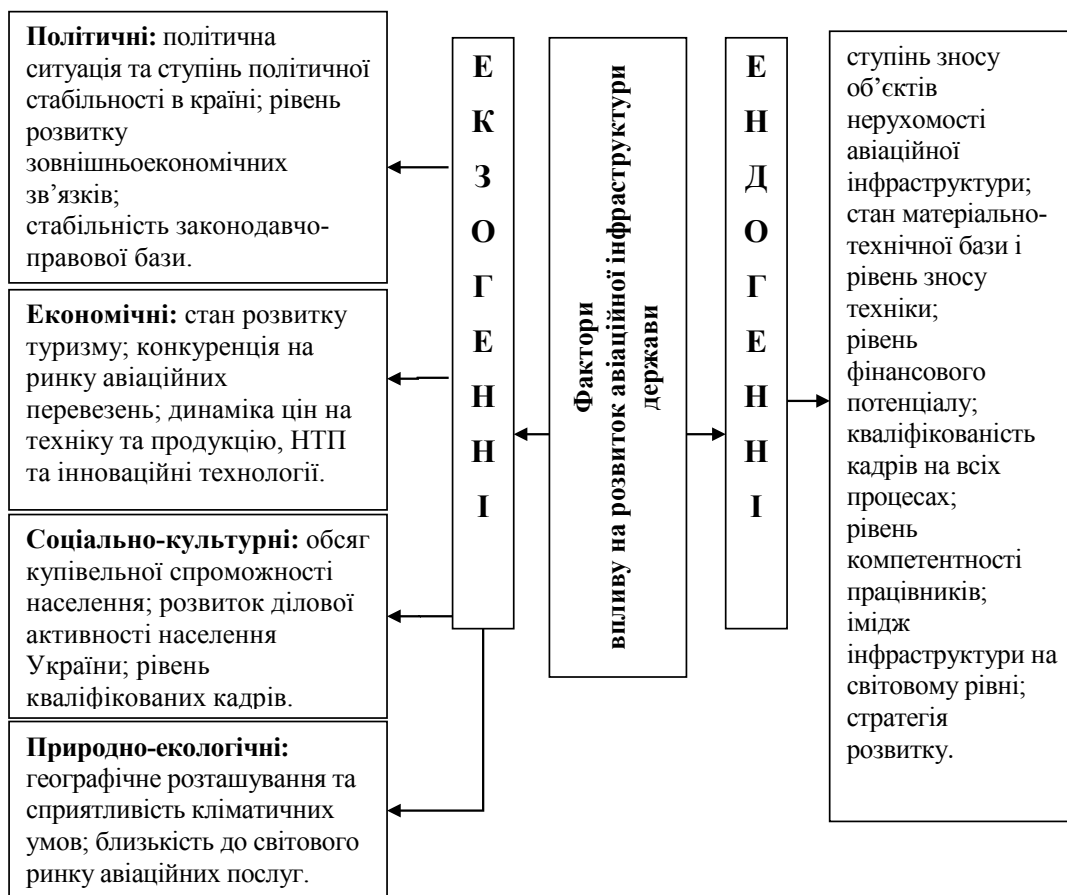 Політичні: політична
ситуація та ступінь політичної
стабільності в країні; рівень
розвитку
зовнішньоекономічних
зв’язків;
стабільність законодавчо-
правової бази.
Економічні: стан розвитку
туризму; конкуренція на
ринку авіаційних
перевезень; динаміка цін на
техніку та продукцію, НТП
та інноваційні технології.
Соціально-культурні: обсяг
купівельної спроможності
населення; розвиток ділової
активності населення
України; рівень
кваліфікованих кадрів.
Природно-екологічні:
географічне розташування та
сприятливість кліматичних
умов; близькість до світового
ринку авіаційних послуг.
Е
К
З
О
Г
Е
Н
Н
І
Фактори
впливу на розвиток авіаційної інфраструктури
держави
Е
Н
Д
О
Г
Е
Н
Н
І
ступінь зносу
об’єктів
нерухомості
авіаційної
інфраструктури;
стан матеріально-
технічної бази і
рівень зносу
техніки;
рівень
фінансового
потенціалу;
кваліфікованість
кадрів на всіх
процесах;
рівень
компетентності
працівників;
імідж
інфраструктури на
світовому рівні;
стратегія
розвитку.